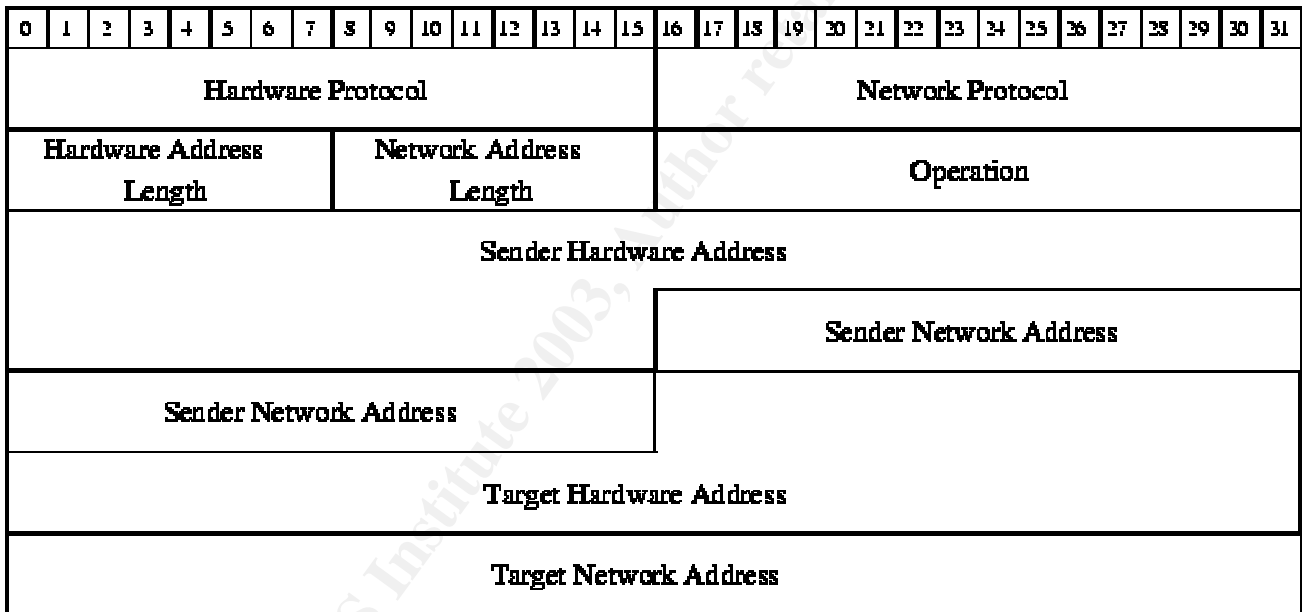 0 1 2 3 4 5 6 7 8 9 10 11 12 13 14 15 16 17 18 19 20 21 22 23 24 25 26 27 28 29 30 31
Hardware Protocol Network Protocol
Hardware Address Network Address
Length Length Operation
Sender Hardware Address
Sender Network Address
Sender Network Address
Target Hardware Address
Target Network Address
S Institute 2003, Author